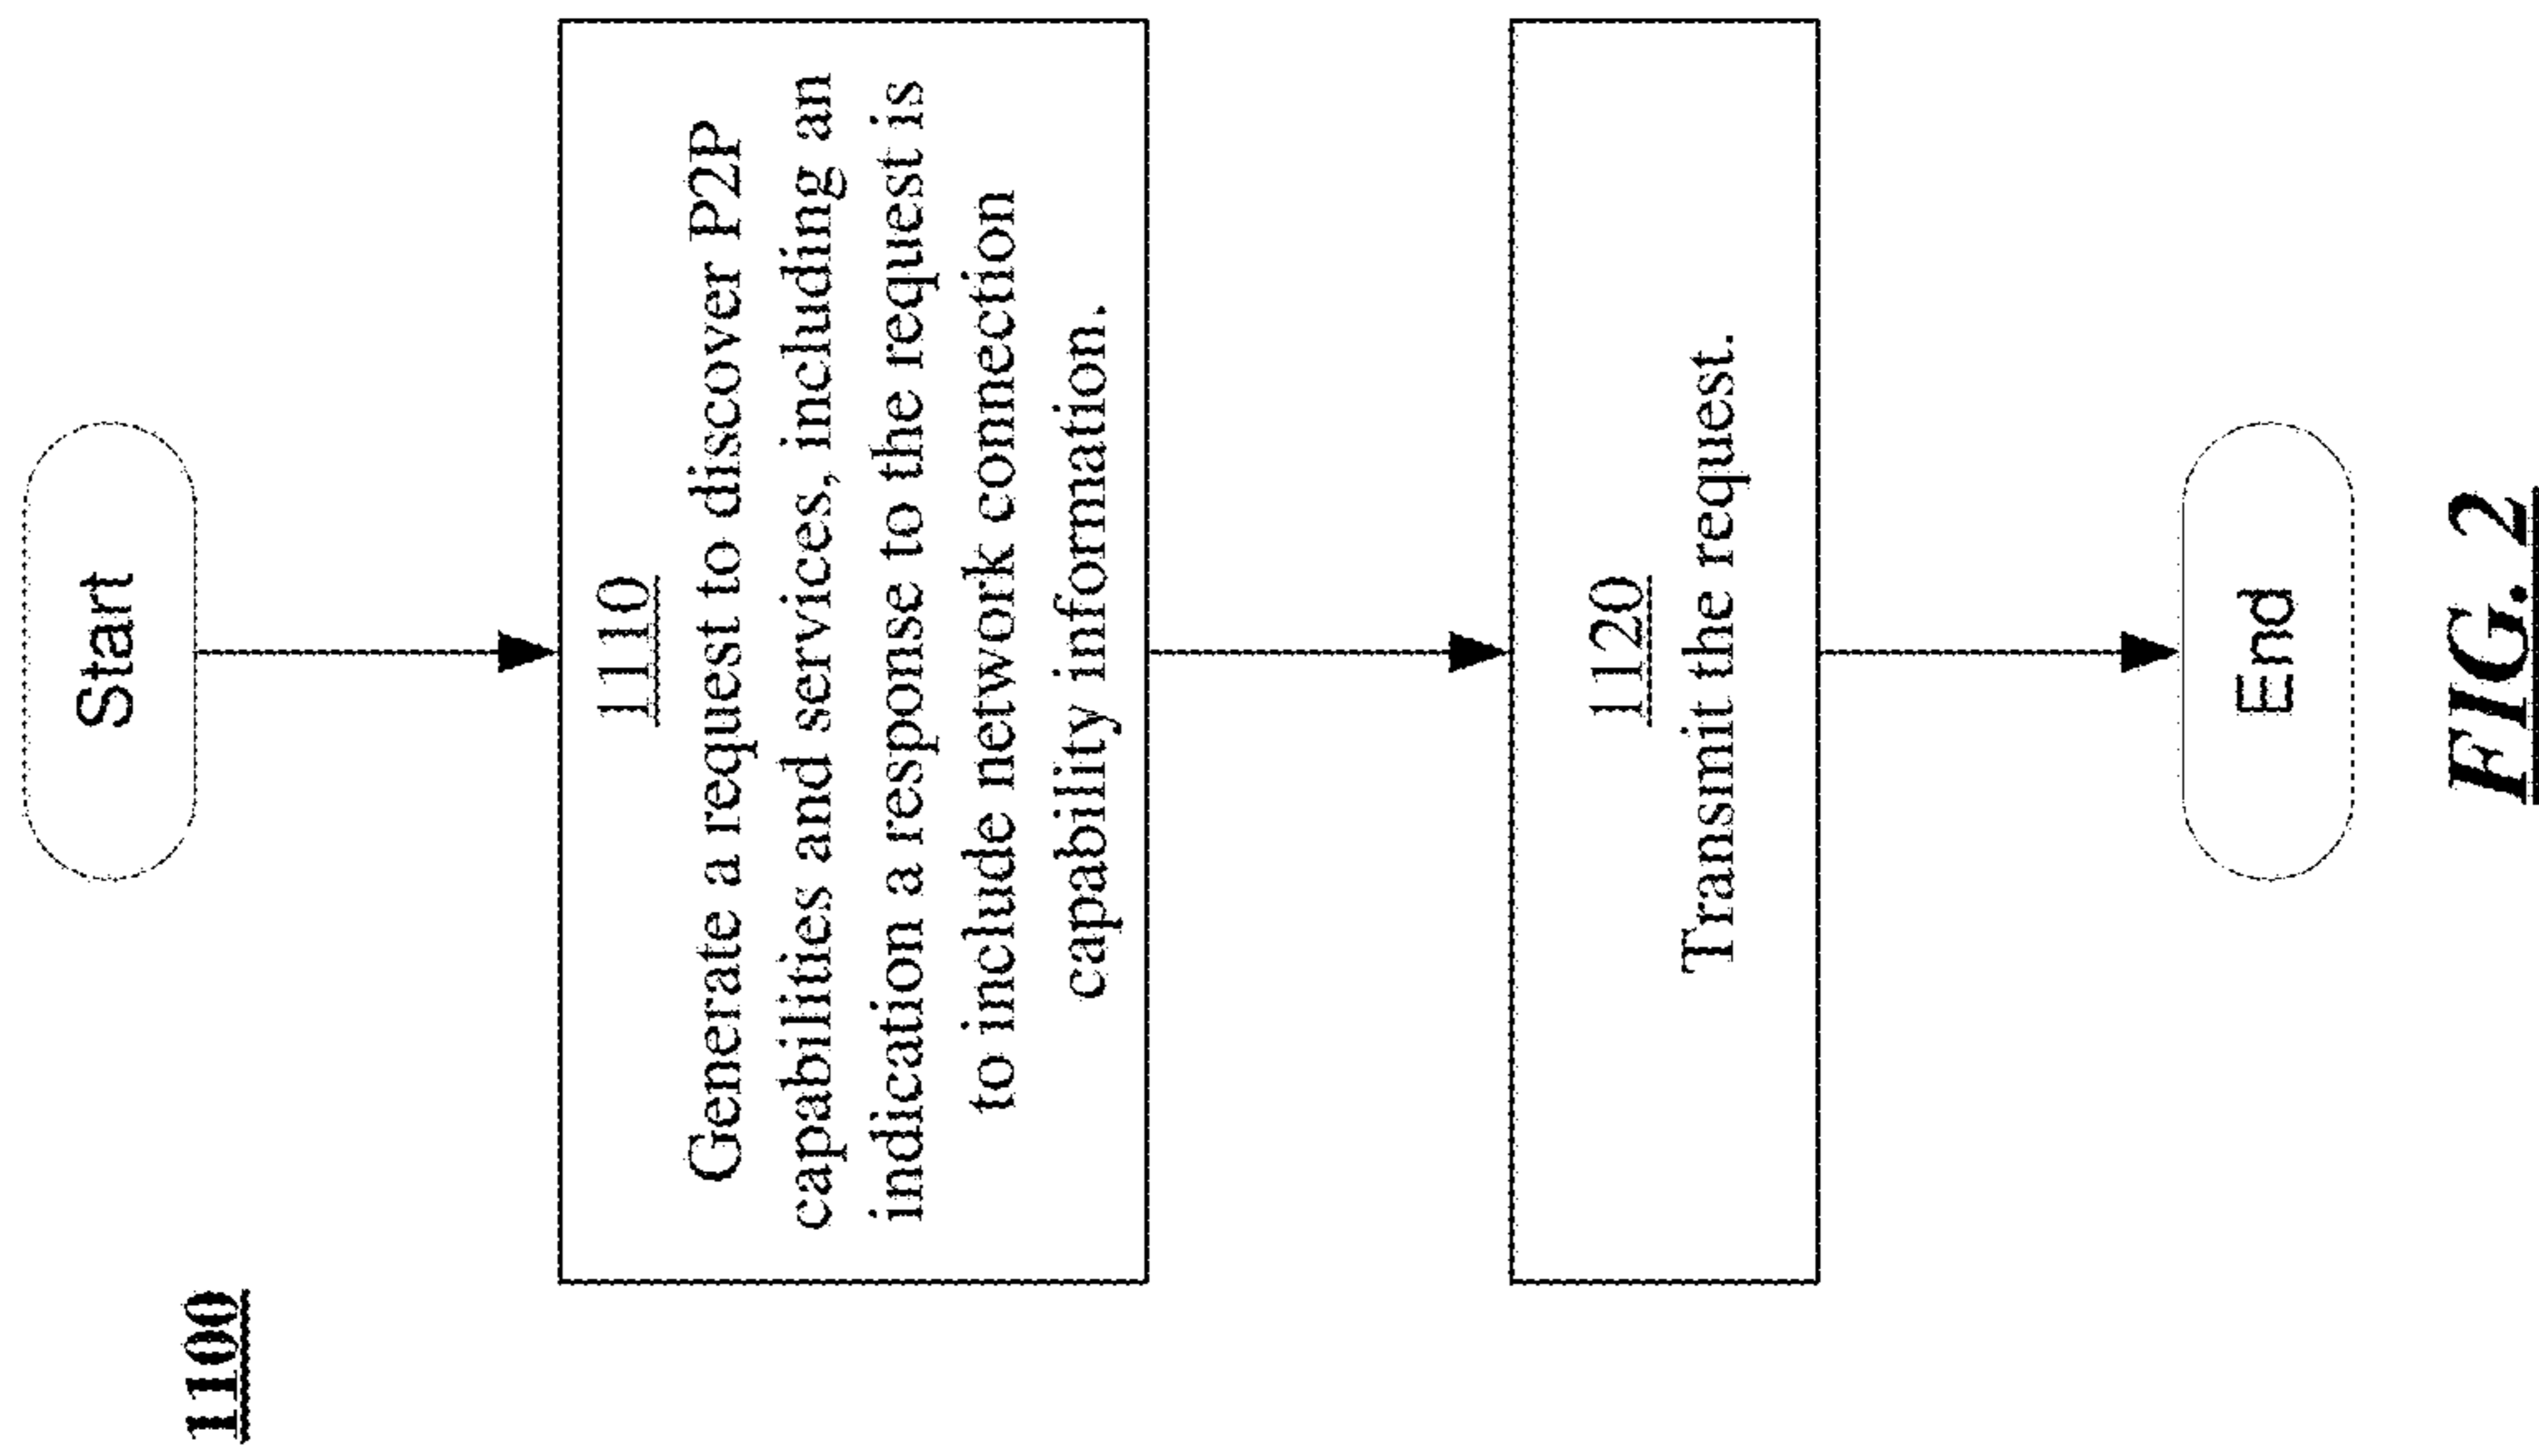 1100
Start
1110
Generate a request to discover P2P
capabilities and services, including an
indication a response to the request is
to include network connection
capability information.
1120
Transmit the request.
End
FIG. 2